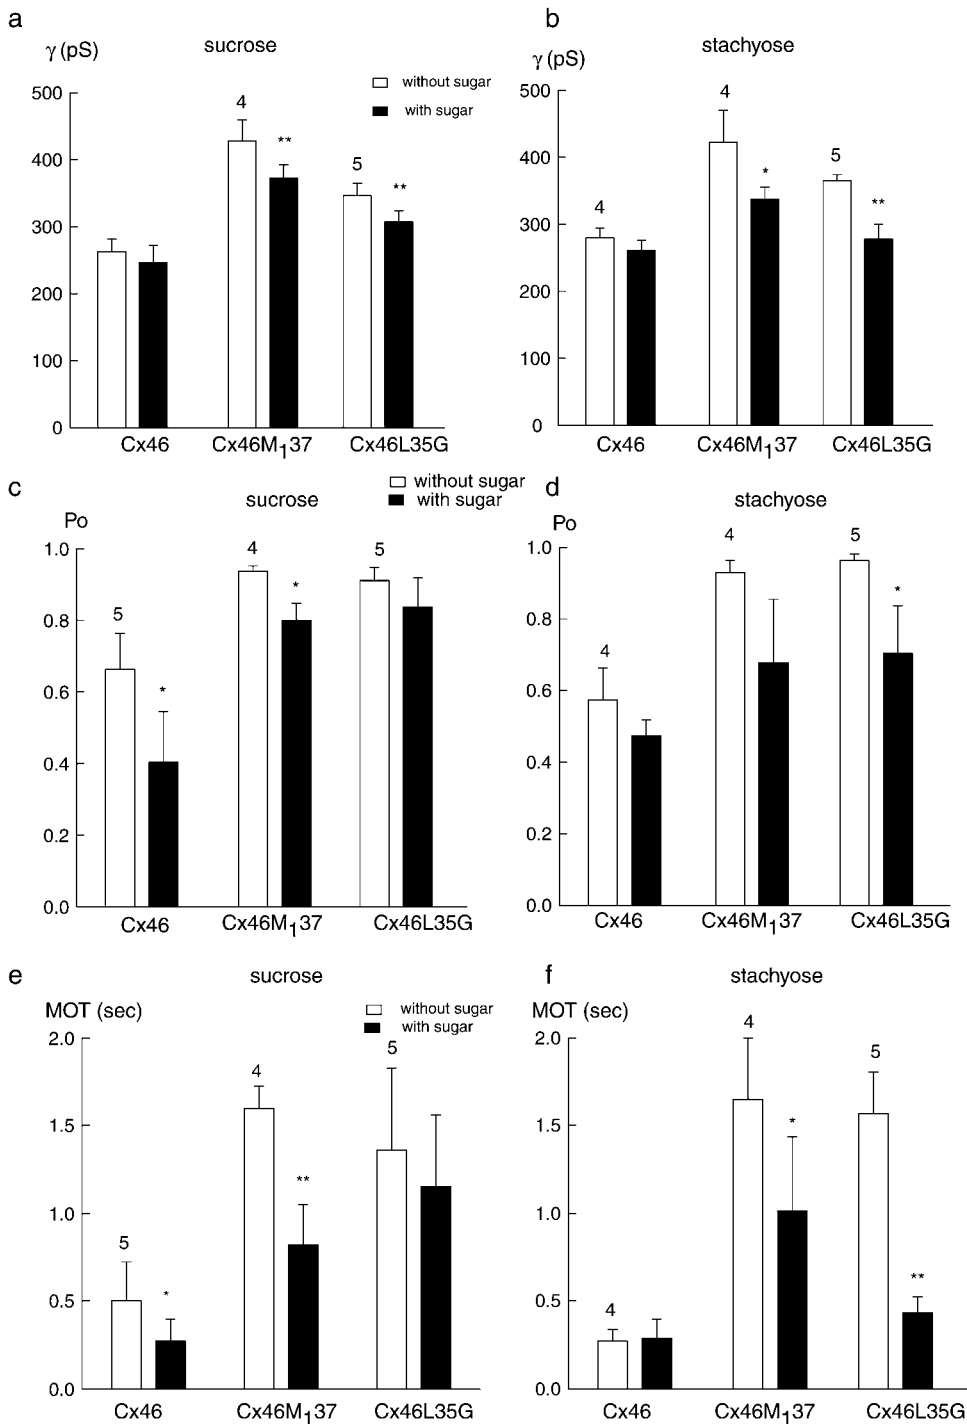 a
γ (pS)
sucrose
without sugar
with sugar
500
400
300
200
100
0
4
**
5
**
Cx46
Cx46M₁37
Cx46L35G
b
γ (pS)
stachyose
500
400
300
200
100
0
4
4
*
5
**
Cx46
Cx46M₁37
Cx46L35G
c
Po
sucrose
without sugar
with sugar
1.0
0.8
0.6
0.4
0.2
0.0
5
*
4
*
5
Cx46
Cx46M₁37
Cx46L35G
d
Po
stachyose
1.0
0.8
0.6
0.4
0.2
0.0
4
4
5
*
Cx46
Cx46M₁37
Cx46L35G
e
MOT (sec)
sucrose
without sugar
with sugar
2.0
1.5
1.0
0.5
0.0
5
*
4
**
5
Cx46
Cx46M₁37
Cx46L35G
f
MOT (sec)
stachyose
2.0
1.5
1.0
0.5
0.0
4
4
*
5
**
Cx46
Cx46M₁37
Cx46L35G